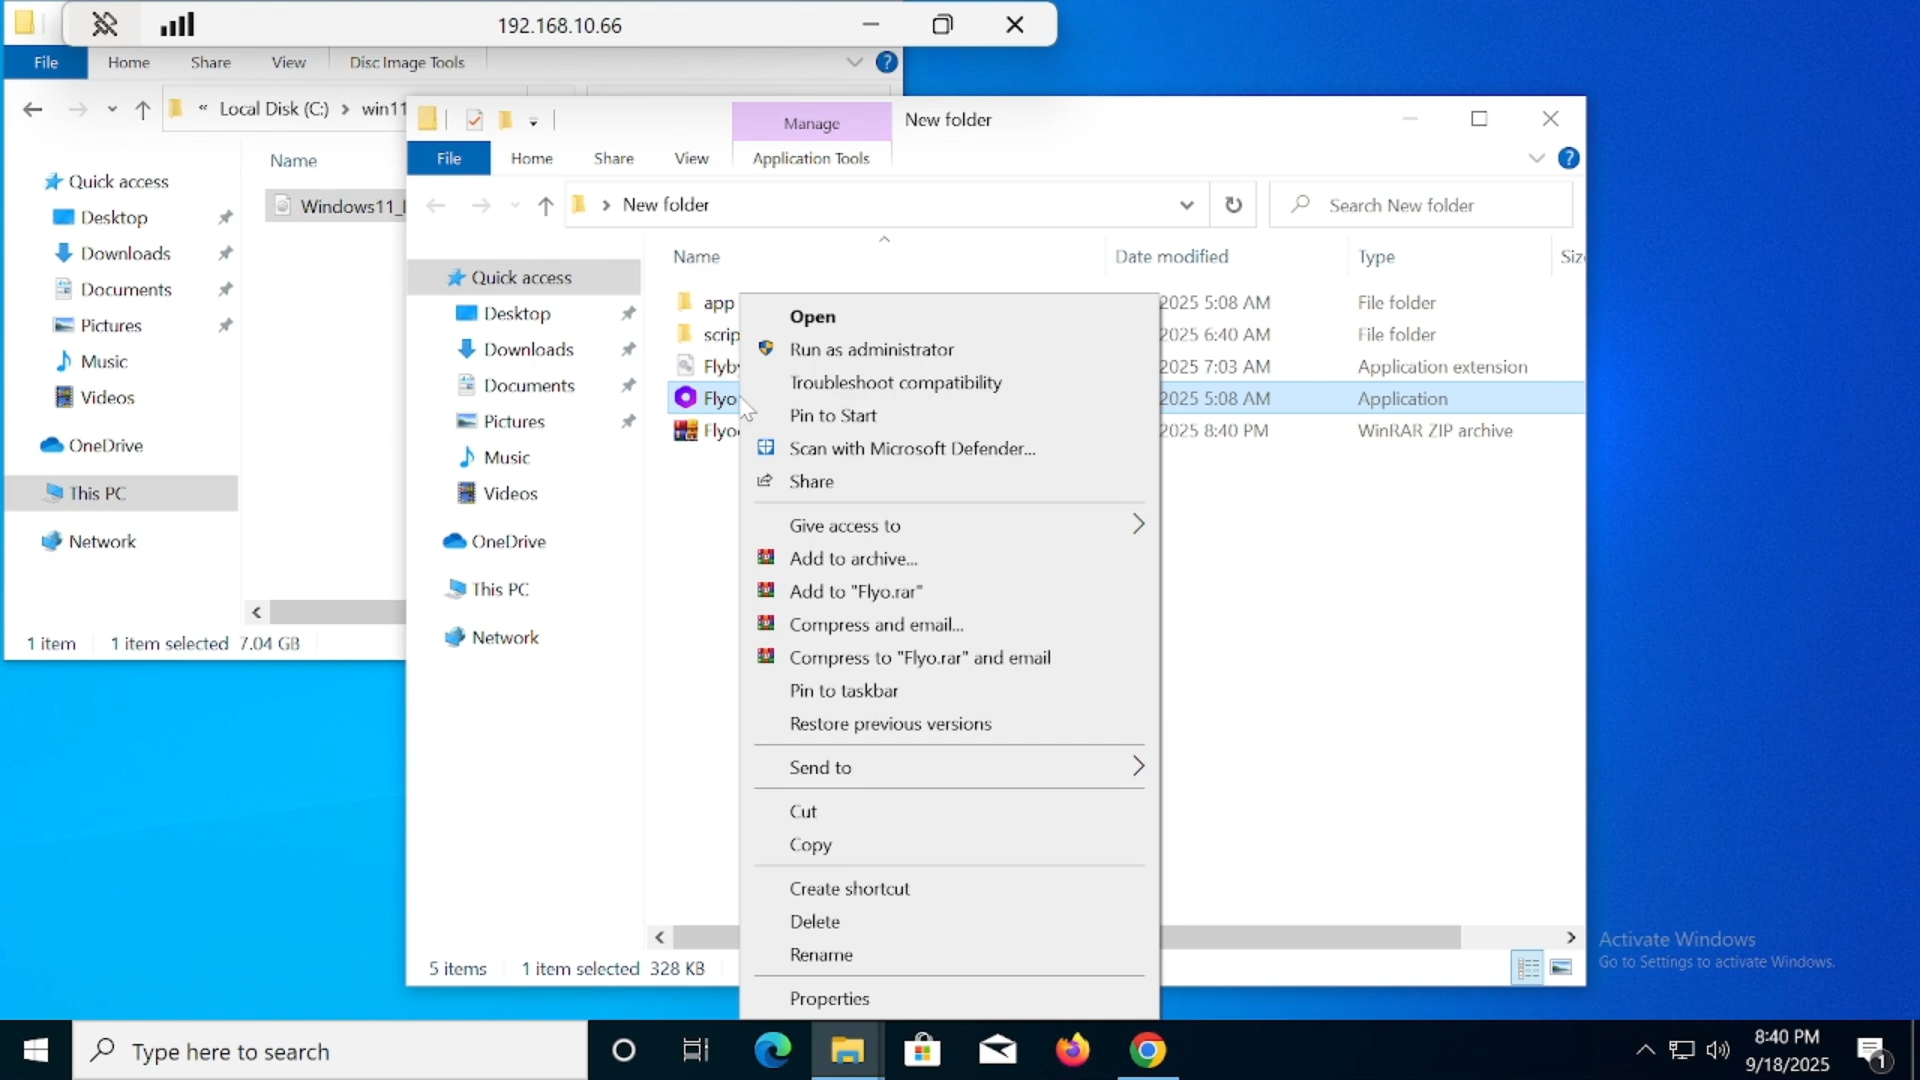 192.168.10.66
File Home Share View Disc Image Tools
« Local Disk (C:) > win11
Name
Quick access
Desktop
Downloads
Documents
Pictures
Music
Videos
OneDrive
This PC
Network
1 item 1 item selected 7.04 GB
Manage New folder
File Home Share View Application Tools
New folder
Search New folder
Name Date modified Type
Quick access
Desktop
Downloads
Documents
Pictures
Music
Videos
OneDrive
This PC
Network
app 2025 5:08 AM File folder
2025 6:40 AM File folder
2025 7:03 AM Application extension
Flyo 2025 5:08 AM Application
2025 8:40 PM WinRAR ZIP archive
Open
Run as administrator
Troubleshoot compatibility
Pin to Start
Scan with Microsoft Defender...
Share
Give access to
Add to archive...
Add to "Flyo.rar"
Compress and email...
Compress to "Flyo.rar" and email
Pin to taskbar
Restore previous versions
Send to
Cut
Copy
Create shortcut
Delete
Rename
Properties
5 items 1 item selected 328 KB
Activate Windows
Go to Settings to activate Windows.
Type here to search
8:40 PM
9/18/2025
1